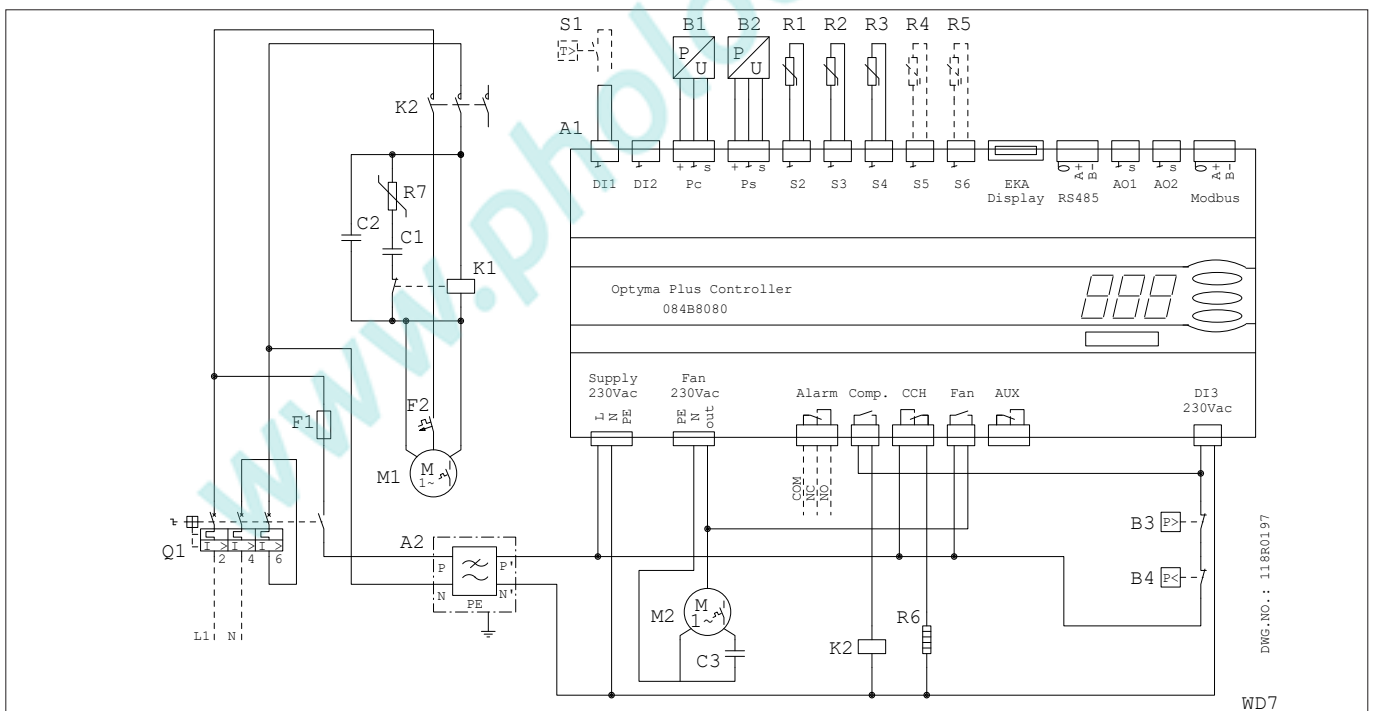 S1 B1 B2 R1 R2 R3 R4 R5
T> P U P U
K2
A1
+ s + s A+ B- s s A+ B-
DI1 DI2 Pc Ps S2 S3 S4 S5 S6 EKA Display RS485 AO1 AO2 Modbus
R7
C2 C1
K1
Optyma Plus Controller
084B8080
Supply 230Vac Fan 230Vac Alarm Comp. CCH Fan AUX DI3 230Vac
L N PE PE N out
F2
F1
M1 M 1~
COM NC NO
B3 P>
A2
Q1 I > I > I >
2 4 6
P P'
N N'
PE
B4 P<
M2 M 1~
R6
L1 N
C3
K2
DWG.NO.: 118R0197
WD7
www.pholo